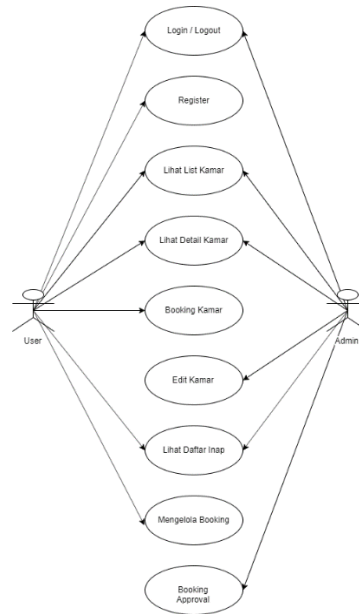 Login / Logout
Register
Lihat List Kamar
Lihat Detail Kamar
Booking Kamar
User
Admin
Edit Kamar
Lihat Daftar Inap
Mengelola Booking
Booking
Approval